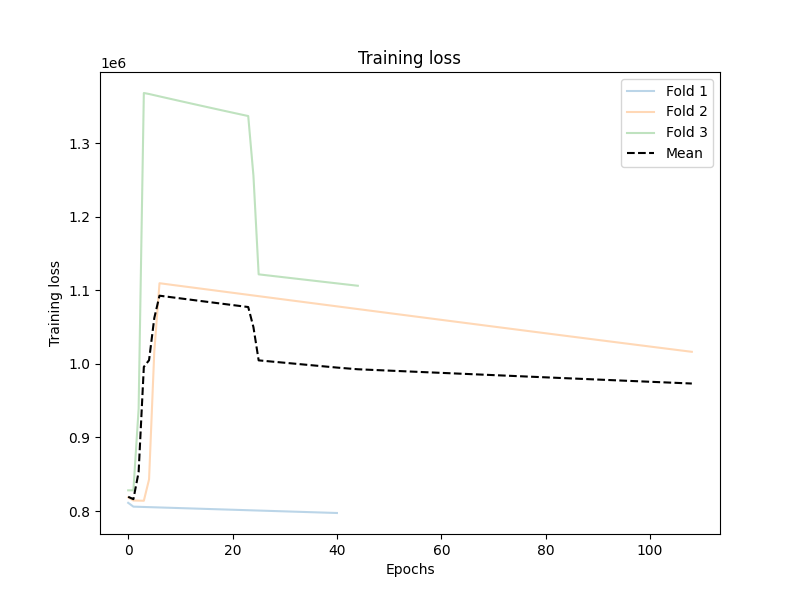 Training loss
1e6
Fold 1
Fold 2
Fold 3
Mean
1.3
1.2
1.1
1.0
0.9
0.8
Training loss
0 20 40 60 80 100
Epochs